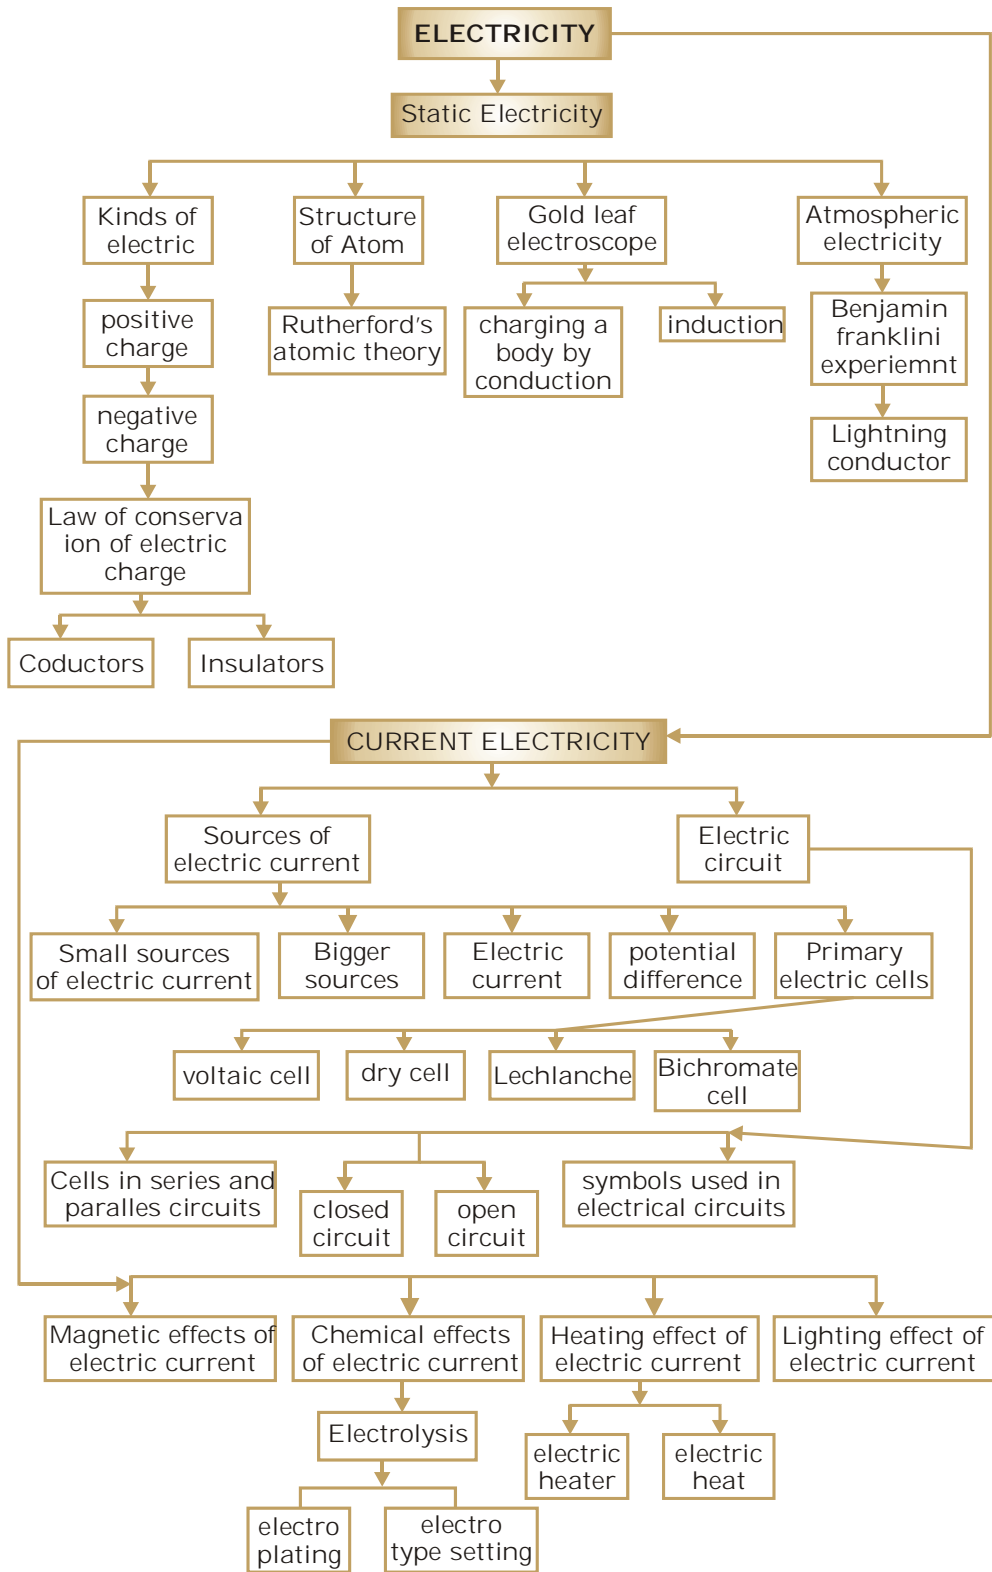 ELECTRICITY
Static Electricity
Kinds of
electric
Structure
of Atom
Gold leaf
electroscope
Atmospheric
electricity
positive
charge
Rutherford's
atomic theory
charging a
body by
conduction
induction
Benjamin
franklini
experiemnt
negative
charge
Lightning
conductor
Law of conserva
ion of electric
charge
Coductors
Insulators
CURRENT ELECTRICITY
Sources of
electric current
Electric
circuit
Small sources
of electric current
Bigger
sources
Electric
current
potential
difference
Primary
electric cells
voltaic cell
dry cell
Lechlanche
Bichromate
cell
Cells in series and
paralles circuits
closed
circuit
open
circuit
symbols used in
electrical circuits
Magnetic effects of
electric current
Chemical effects
of electric current
Heating effect of
electric current
Lighting effect of
electric current
Electrolysis
electric
heater
electric
heat
electro
plating
electro
type setting